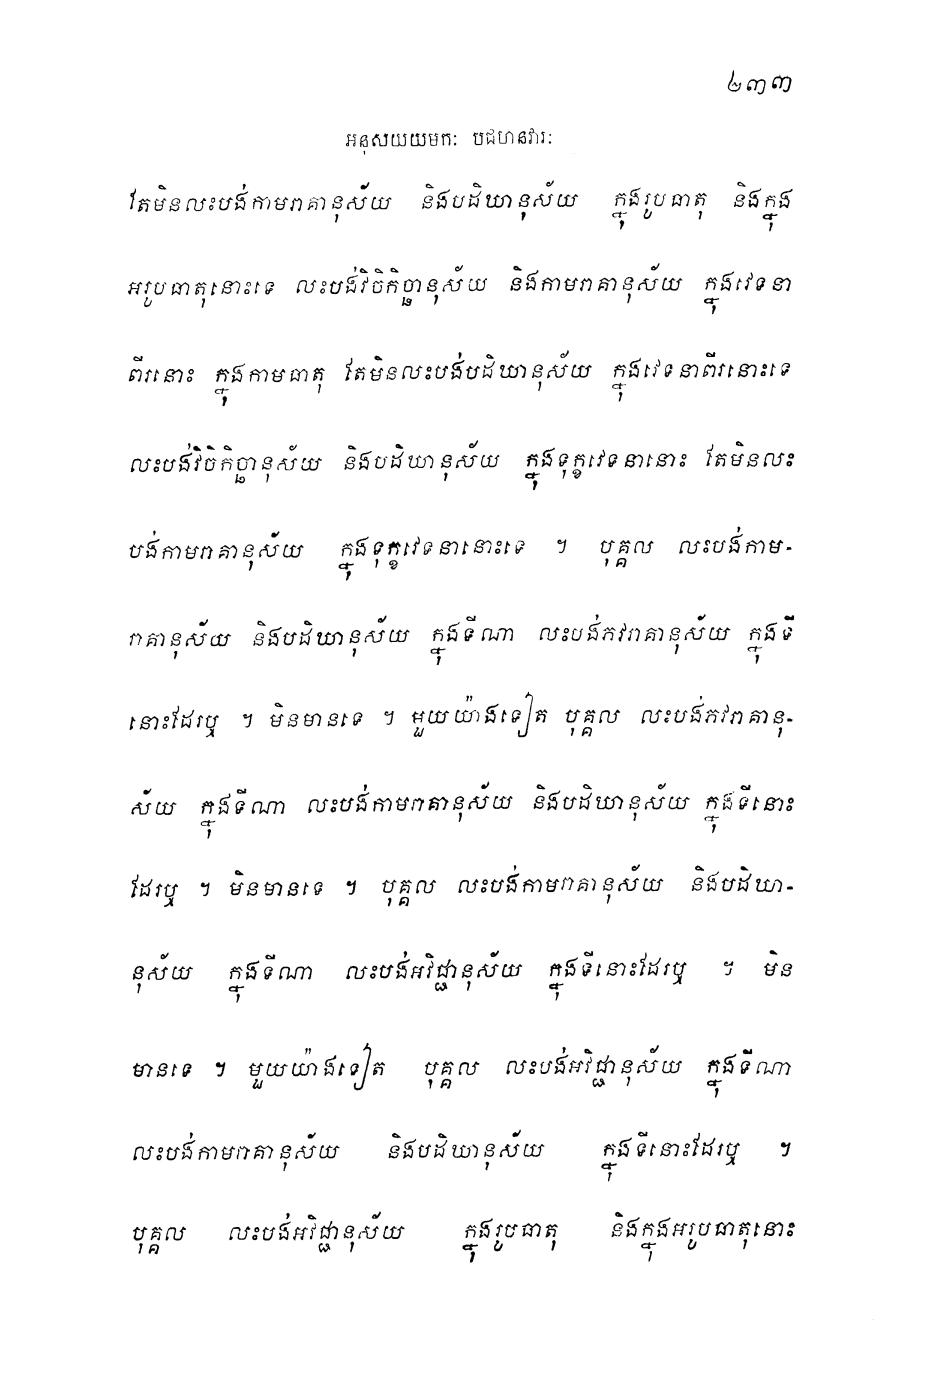 ២៣៣
អនុសយយមកៈ បជហនវារៈ
តែមិនលះបង់កាមរាគានុស័យ និងបដិឃានុស័យ ក្នុងរូបធាតុ និងក្នុង
អរូបធាតុនោះទេ លះបង់វិចិកិច្ឆានុស័យ និងកាមរាគានុស័យ ក្នុងវេទនា
ពីរនោះ ក្នុងកាមធាតុ តែមិនលះបង់បដិឃានុស័យ ក្នុងវេទនាពីរនោះទេ
លះបង់វិចិកិច្ឆានុស័យ និងបដិឃានុស័យ ក្នុងទុក្ខវេទនានោះ តែមិនលះ
បង់កាមរាគានុស័យ ក្នុងទុក្ខវេទនានោះទេ ។ បុគ្គល លះបង់កាម-
រាគានុស័យ និងបដិឃានុស័យ ក្នុងទីណា លះបង់ភវរាគានុស័យ ក្នុងទី
នោះដែរឬ ។ មិនមានទេ ។ មួយយ៉ាងទៀត បុគ្គល លះបង់ភវរាគានុ-
ស័យ ក្នុងទីណា លះបង់កាមរាគានុស័យ និងបដិឃានុស័យ ក្នុងទីនោះ
ដែរឬ ។ មិនមានទេ ។ បុគ្គល លះបង់កាមរាគានុស័យ និងបដិឃា-
នុស័យ ក្នុងទីណា លះបង់អវិជ្ជានុស័យ ក្នុងទីនោះដែរឬ ។ មិន
មានទេ ។ មួយយ៉ាងទៀត បុគ្គល លះបង់អវិជ្ជានុស័យ ក្នុងទីណា
លះបង់កាមរាគានុស័យ និងបដិឃានុស័យ ក្នុងទីនោះដែរឬ ។
បុគ្គល លះបង់អវិជ្ជានុស័យ ក្នុងរូបធាតុ និងក្នុងអរូបធាតុនោះ